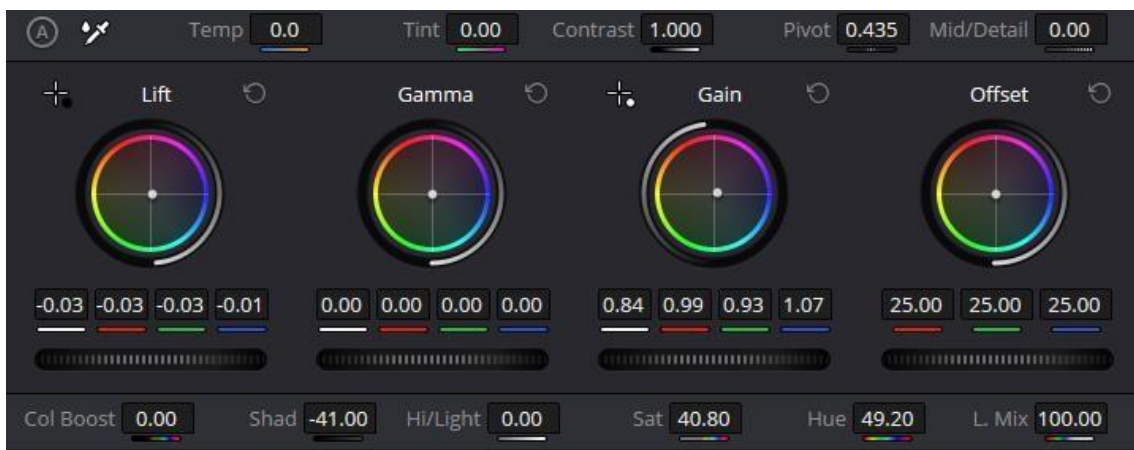 A Temp 0.0 Tint 0.00 Contrast 1.000 Pivot 0.435 Mid/Detail 0.00
Lift Gamma Gain Offset
-0.03 -0.03 -0.03 -0.01 0.00 0.00 0.00 0.00 0.84 0.99 0.93 1.07 25.00 25.00 25.00
Col Boost 0.00 Shad -41.00 Hi/Light 0.00 Sat 40.80 Hue 49.20 L. Mix 100.00